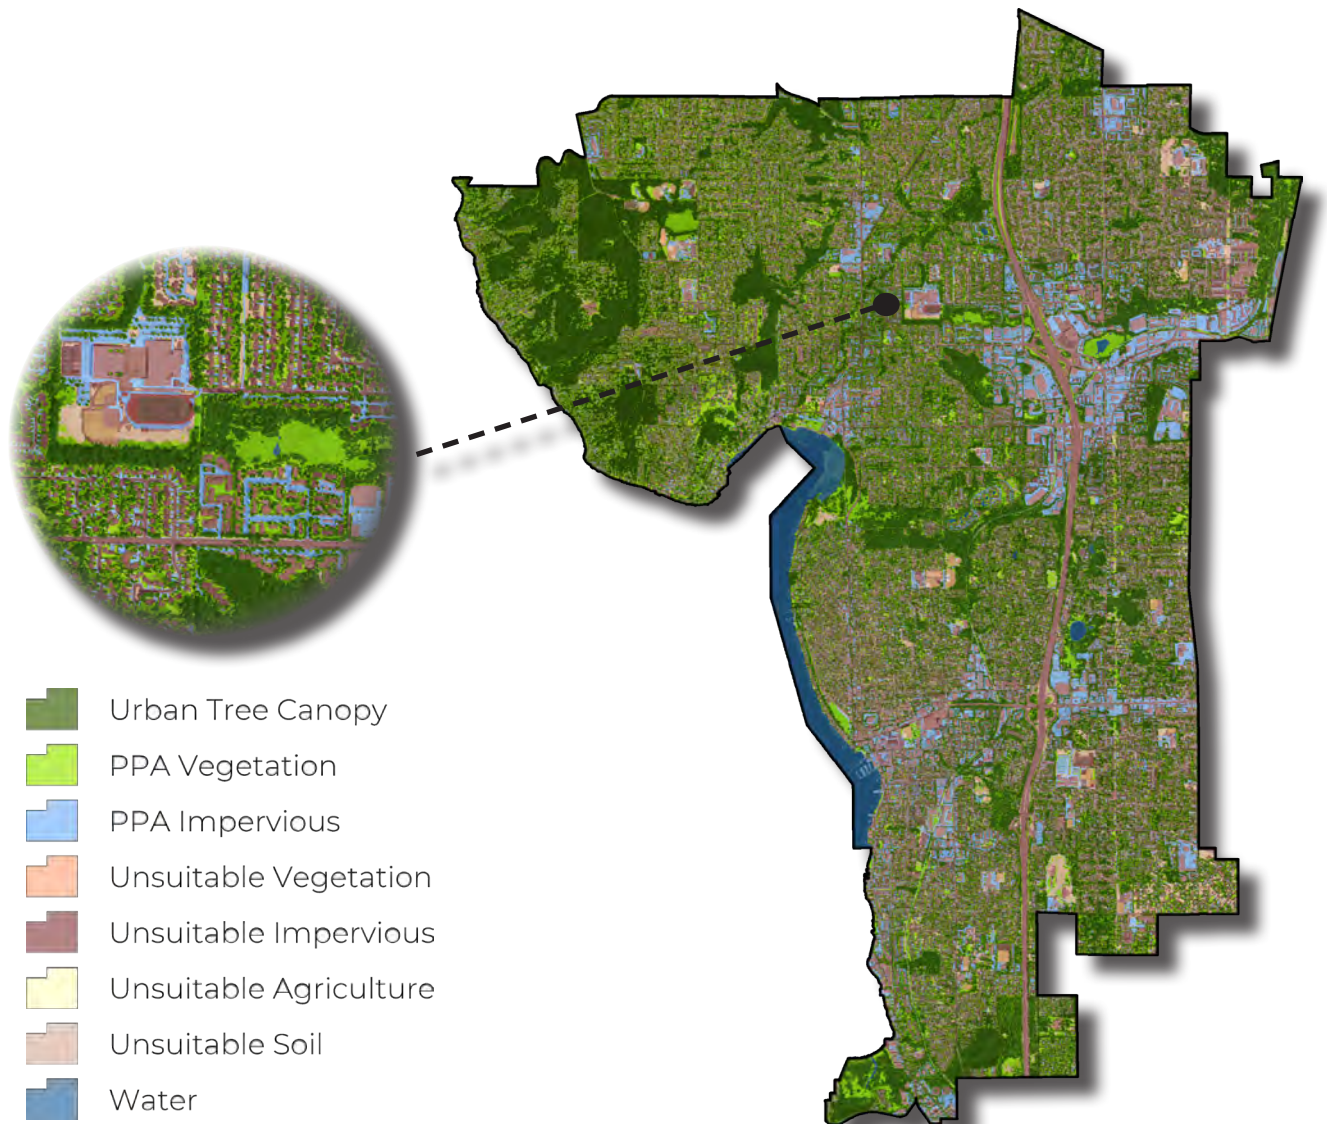 Urban Tree Canopy
PPA Vegetation
PPA Impervious
Unsuitable Vegetation
Unsuitable Impervious
Unsuitable Agriculture
Unsuitable Soil
Water